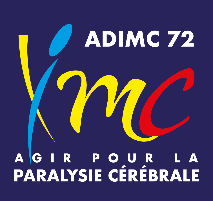 ADIMC 72
imc
AGIR POUR LA
PARALYSIE CÉRÉBRALE